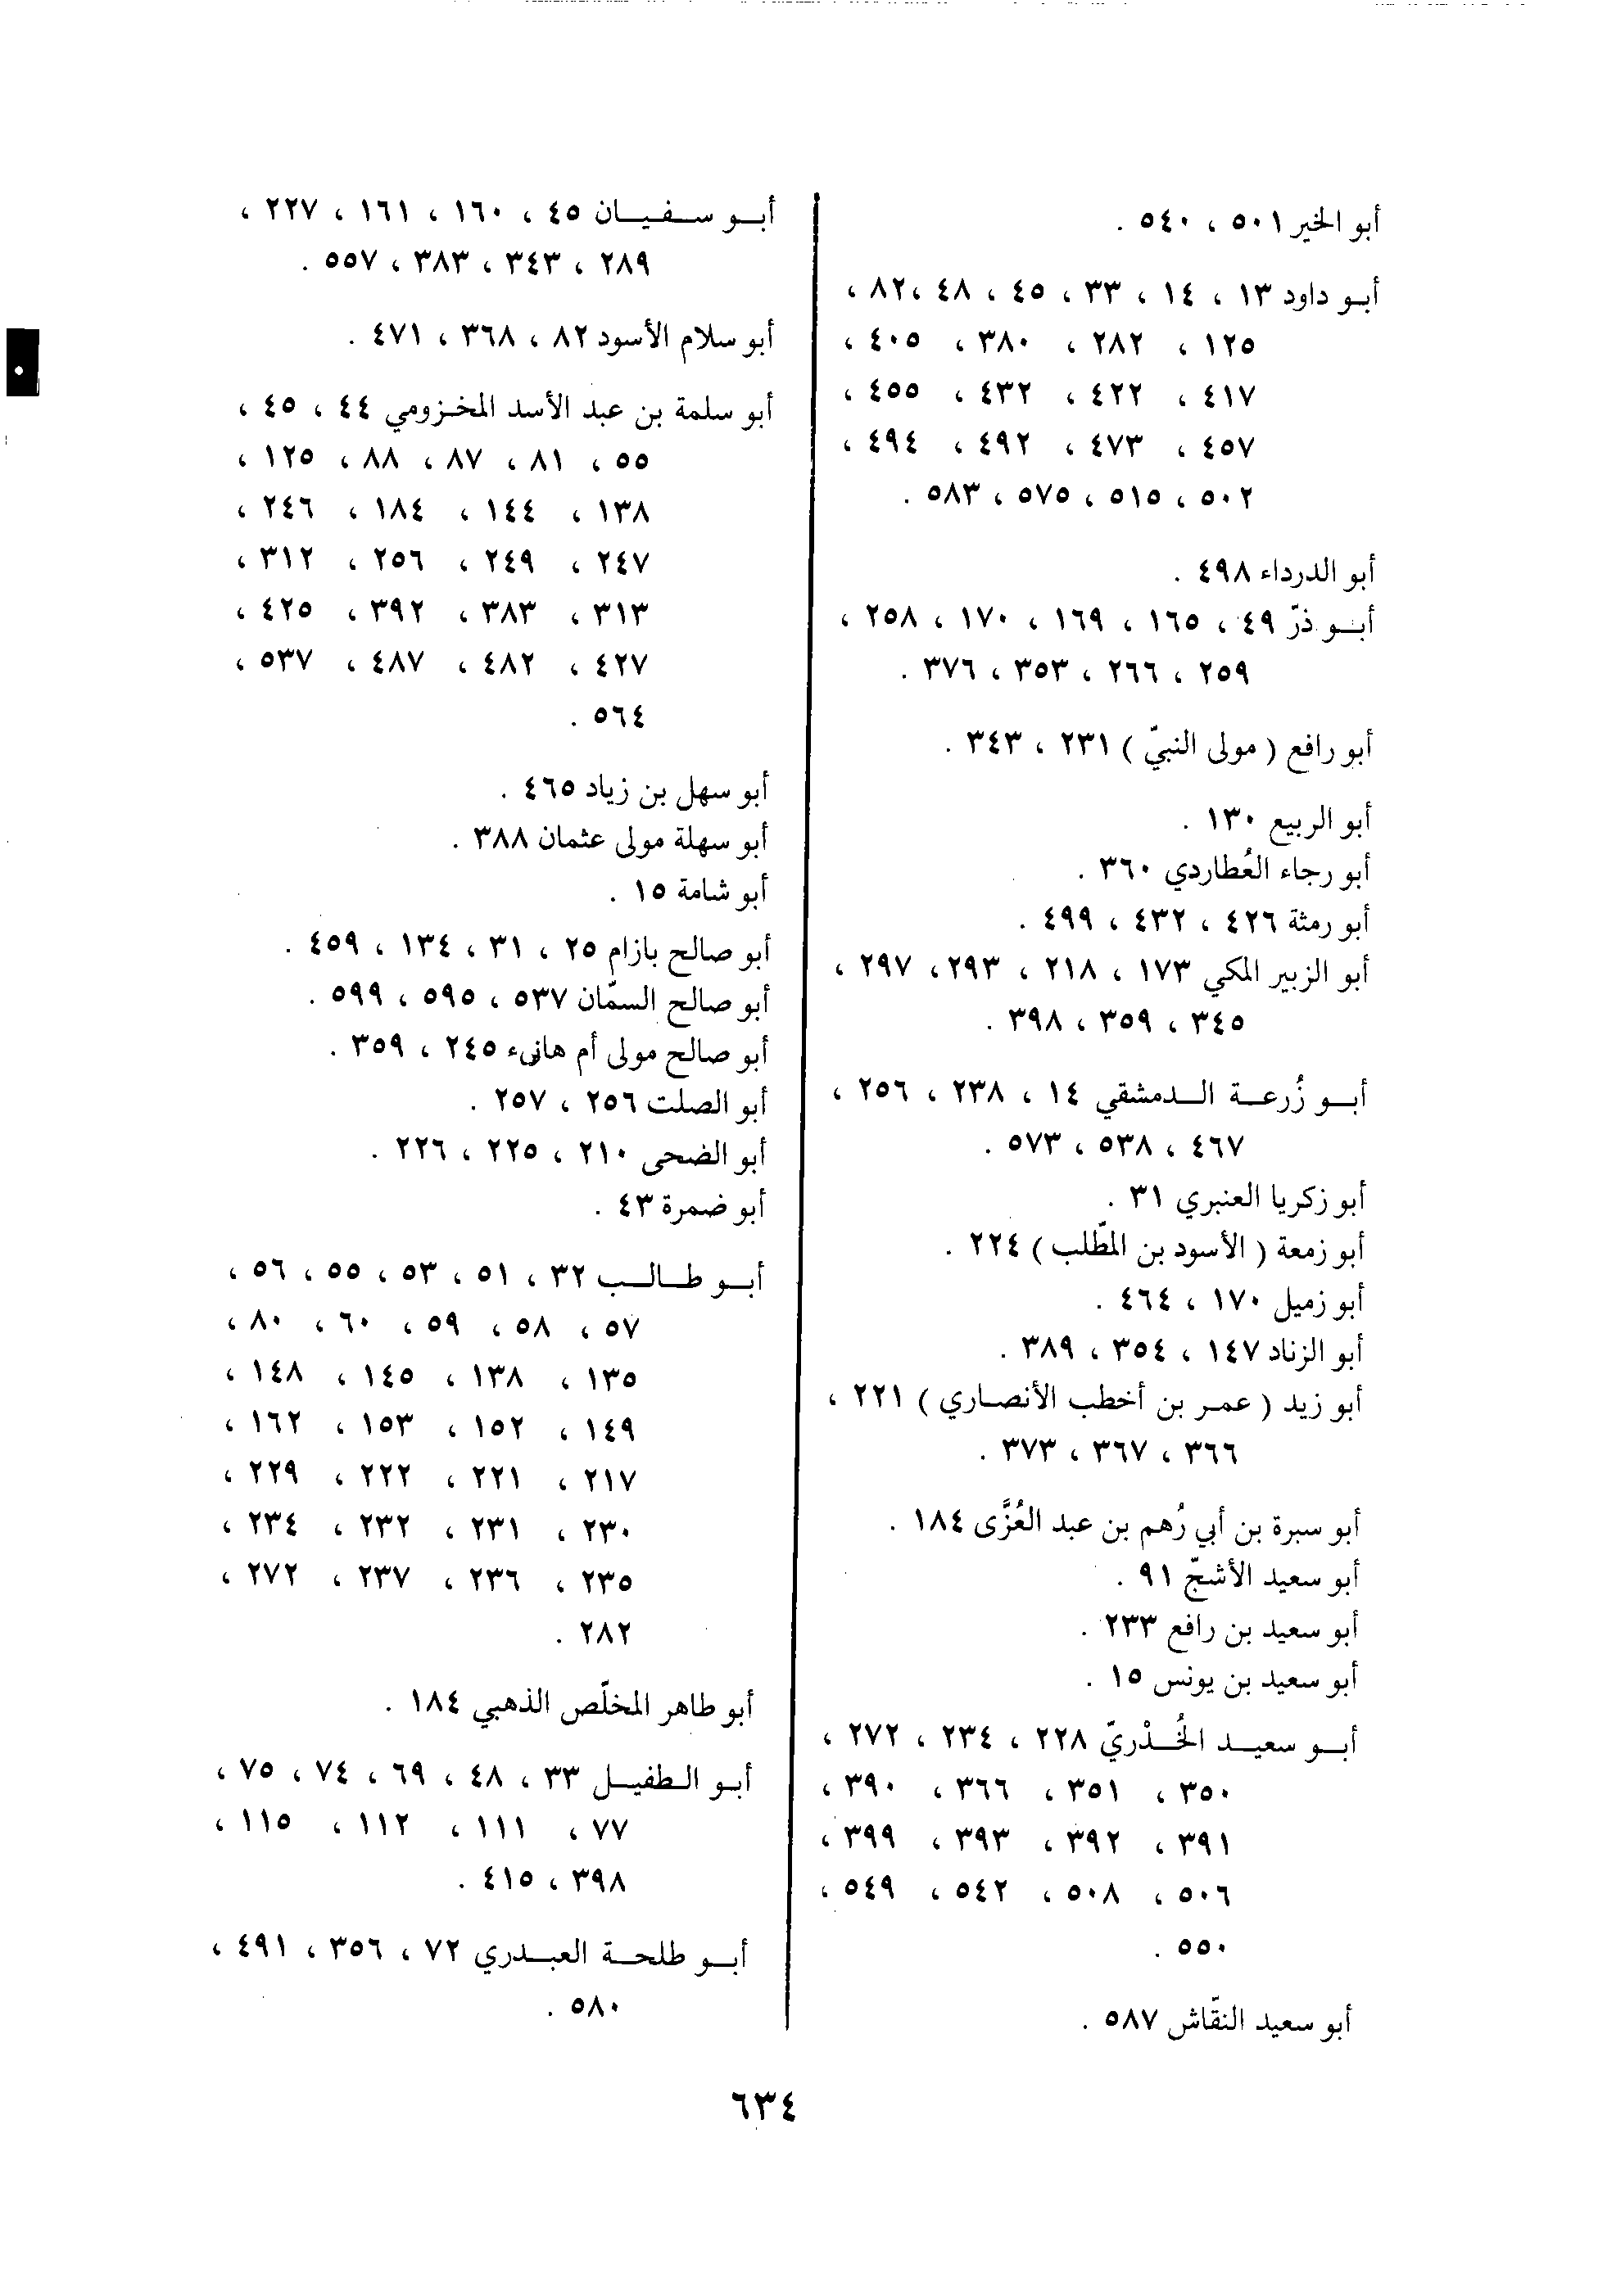 أبو الخير ٥٠١ ، ٥٤٠ .
أبو داود ١٣ ، ١٤ ، ٣٣ ، ٤٥ ، ٤٨ ، ٨٢ ،
١٢٥ ، ٢٨٢ ، ٣٨٠ ، ٤٠٥ ،
٤١٧ ، ٤٢٢ ، ٤٣٢ ، ٤٥٥ ،
٤٥٧ ، ٤٧٣ ، ٤٩٢ ، ٤٩٤ ،
٥٠٢ ، ٥١٥ ، ٥٧٥ ، ٥٨٣ .
أبو الدرداء ٤٩٨ .
أبو ذرّ ٤٩ ، ١٦٥ ، ١٦٩ ، ١٧٠ ، ٢٥٨ ،
٢٥٩ ، ٢٦٦ ، ٣٥٣ ، ٣٧٦ .
أبو رافع ( مولى النبيّ ) ٢٣١ ، ٣٤٣ .
أبو الربيع ١٣٠ .
أبو رجاء العُطاردي ٣٦٠ .
أبو رمثة ٤٢٦ ، ٤٣٢ ، ٤٩٩ .
أبو الزبير المكي ١٧٣ ، ٢١٨ ، ٢٩٣ ، ٢٩٧ ،
٣٤٥ ، ٣٥٩ ، ٣٩٨ .
أبو زُرعة الدمشقي ١٤ ، ٢٣٨ ، ٢٥٦ ،
٤٦٧ ، ٥٣٨ ، ٥٧٣ .
أبو زكريا العنبري ٣١ .
أبو زمعة ( الأسود بن المطّلب ) ٢٢٤ .
أبو زميل ١٧٠ ، ٤٦٤ .
أبو الزناد ١٤٧ ، ٣٥٤ ، ٣٨٩ .
أبو زيد ( عمر بن أخطب الأنصاري ) ٢٢١ ،
٣٦٦ ، ٣٦٧ ، ٣٧٣ .
أبو سبرة بن أبي رُهم بن عبد العُزَّى ١٨٤ .
أبو سعيد الأشجّ ٩١ .
أبو سعيد بن رافع ٢٣٣ .
أبو سعيد بن يونس ١٥ .
أبو سعيد الخُدْريّ ٢٢٨ ، ٢٣٤ ، ٢٧٢ ،
٣٥٠ ، ٣٥١ ، ٣٦٦ ، ٣٩٠ ،
٣٩١ ، ٣٩٢ ، ٣٩٣ ، ٣٩٩ ،
٥٠٦ ، ٥٠٨ ، ٥٤٢ ، ٥٤٩ ،
٥٥٠ .
أبو سعيد النقّاش ٥٨٧ .
أبو سفيان ٤٥ ، ١٦٠ ، ١٦١ ، ٢٢٧ ،
٢٨٩ ، ٣٤٣ ، ٣٨٣ ، ٥٥٧ .
أبو سلام الأسود ٨٢ ، ٣٦٨ ، ٤٧١ .
أبو سلمة بن عبد الأسد المخزومي ٤٤ ، ٤٥ ،
٥٥ ، ٨١ ، ٨٧ ، ٨٨ ، ١٢٥ ،
١٣٨ ، ١٤٤ ، ١٨٤ ، ٢٤٦ ،
٢٤٧ ، ٢٤٩ ، ٢٥٦ ، ٣١٢ ،
٣١٣ ، ٣٨٣ ، ٣٩٢ ، ٤٢٥ ،
٤٢٧ ، ٤٨٢ ، ٤٨٧ ، ٥٣٧ ،
٥٦٤ .
أبو سهل بن زياد ٤٦٥ .
أبو سهلة مولى عثمان ٣٨٨ .
أبو شامة ١٥ .
أبو صالح بازام ٢٥ ، ٣١ ، ١٣٤ ، ٤٥٩ .
أبو صالح السمّان ٥٣٧ ، ٥٩٥ ، ٥٩٩ .
أبو صالح مولى أم هانىء ٢٤٥ ، ٣٥٩ .
أبو الصلت ٢٥٦ ، ٢٥٧ .
أبو الضحى ٢١٠ ، ٢٢٥ ، ٢٢٦ .
أبو ضمرة ٤٣ .
أبو طالب ٣٢ ، ٥١ ، ٥٣ ، ٥٥ ، ٥٦ ،
٥٧ ، ٥٨ ، ٥٩ ، ٦٠ ، ٨٠ ،
١٣٥ ، ١٣٨ ، ١٤٥ ، ١٤٨ ،
١٤٩ ، ١٥٢ ، ١٥٣ ، ١٦٢ ،
٢١٧ ، ٢٢١ ، ٢٢٢ ، ٢٢٩ ،
٢٣٠ ، ٢٣١ ، ٢٣٢ ، ٢٣٤ ،
٢٣٥ ، ٢٣٦ ، ٢٣٧ ، ٢٧٢ ،
٢٨٢ .
أبو طاهر المخلّص الذهبي ١٨٤ .
أبو الطفيل ٣٣ ، ٤٨ ، ٦٩ ، ٧٤ ، ٧٥ ،
٧٧ ، ١١١ ، ١١٢ ، ١١٥ ،
٣٩٨ ، ٤١٥ .
أبو طلحة العبدري ٧٢ ، ٣٥٦ ، ٤٩١ ،
٥٨٠ .
٦٣٤